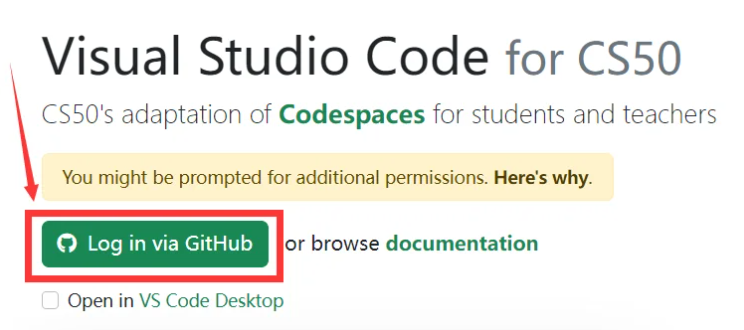 Visual Studio Code for CS50
CS50's adaptation of Codespaces for students and teachers
You might be prompted for additional permissions. Here's why.
Log in via GitHub or browse documentation
Open in VS Code Desktop